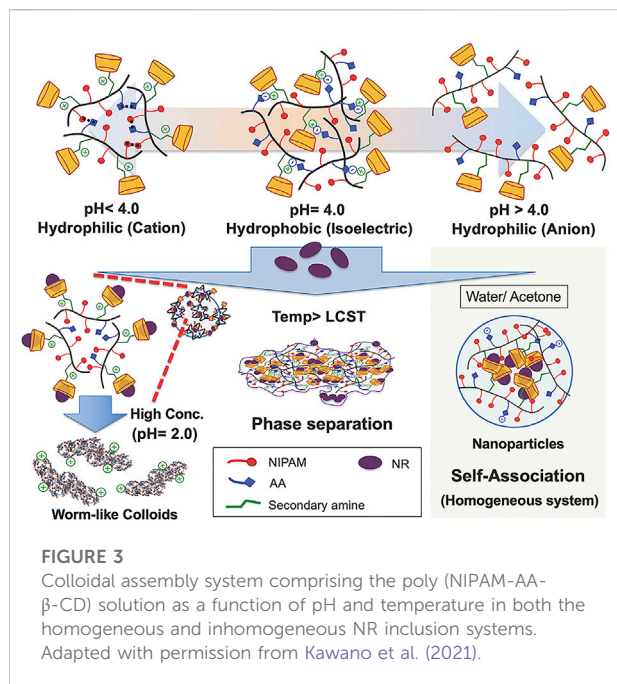 pH< 4.0
Hydrophilic (Cation)
pH= 4.0
Hydrophobic (Isoelectric)
pH > 4.0
Hydrophilic (Anion)
Temp> LCST
Water/ Acetone
High Conc.
(pH= 2.0)
Phase separation
Nanoparticles
Worm-like Colloids
NIPAM
NR
AA
Secondary amine
Self-Association
(Homogeneous system)
FIGURE 3
Colloidal assembly system comprising the poly (NIPAM-AA-
β-CD) solution as a function of pH and temperature in both the
homogeneous and inhomogeneous NR inclusion systems.
Adapted with permission from Kawano et al. (2021).